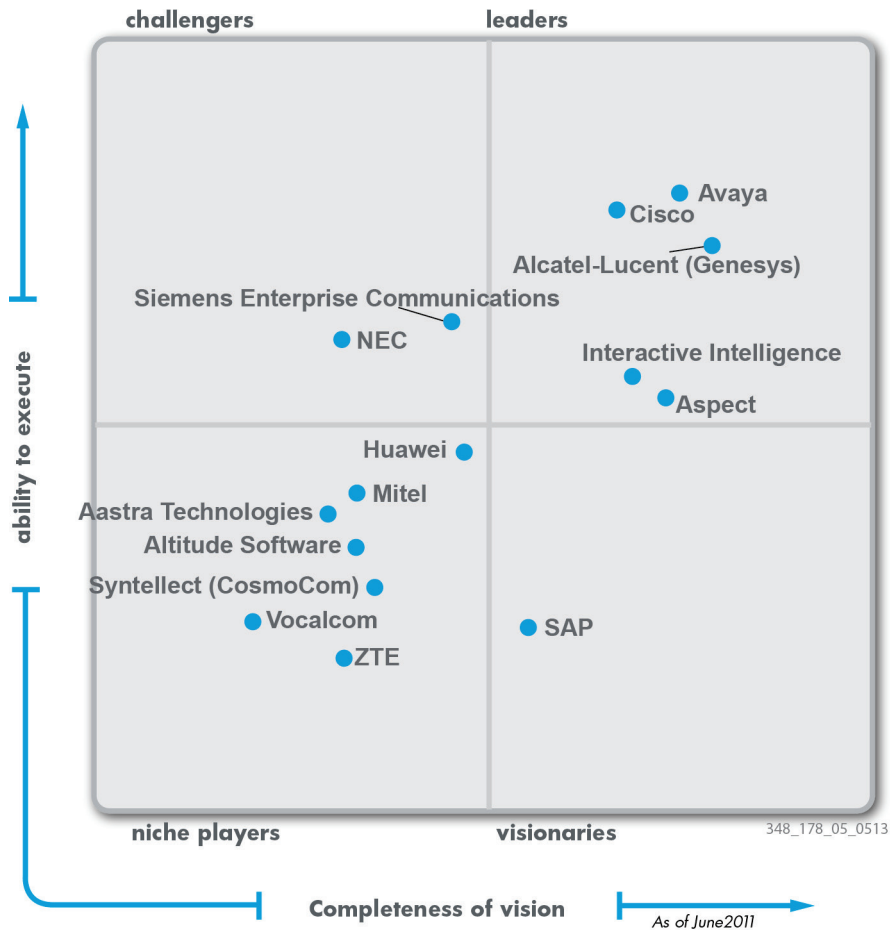 challengers
leaders
Avaya
Cisco
Alcatel-Lucent (Genesys)
Siemens Enterprise Communications
NEC
Interactive Intelligence
Aspect
ability to execute
Huawei
Mitel
Aastra Technologies
Altitude Software
Syntellect (CosmoCom)
Vocalcom
SAP
ZTE
niche players
visionaries
348_178_05_0513
Completeness of vision
As of June2011